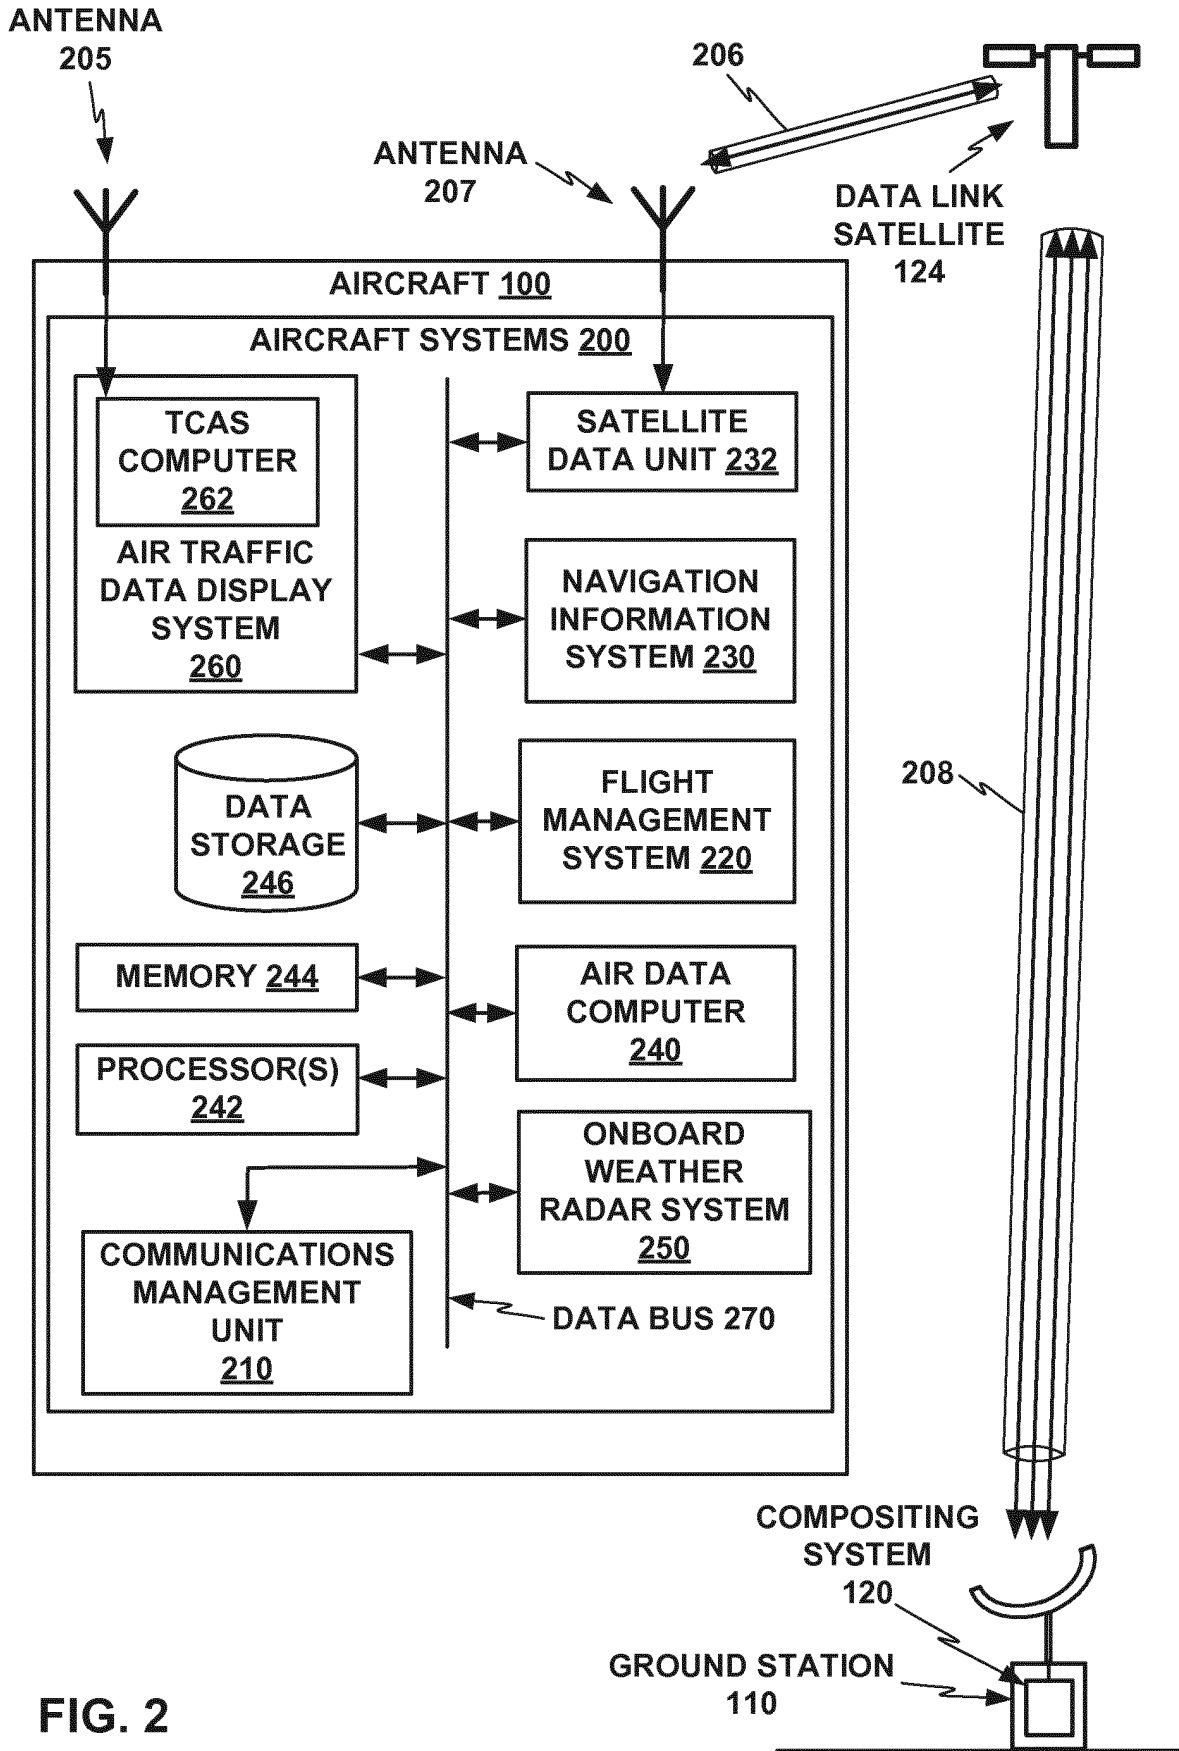 ANTENNA
205
206
ANTENNA
207
DATA LINK
SATELLITE
124
AIRCRAFT 100
AIRCRAFT SYSTEMS 200
TCAS
COMPUTER
262
AIR TRAFFIC
DATA DISPLAY
SYSTEM
260
SATELLITE
DATA UNIT 232
NAVIGATION
INFORMATION
SYSTEM 230
DATA
STORAGE
246
FLIGHT
MANAGEMENT
SYSTEM 220
208
MEMORY 244
AIR DATA
COMPUTER
240
PROCESSOR(S)
242
ONBOARD
WEATHER
RADAR SYSTEM
250
COMMUNICATIONS
MANAGEMENT
UNIT
210
DATA BUS 270
COMPOSITING
SYSTEM
120
GROUND STATION
110
FIG. 2